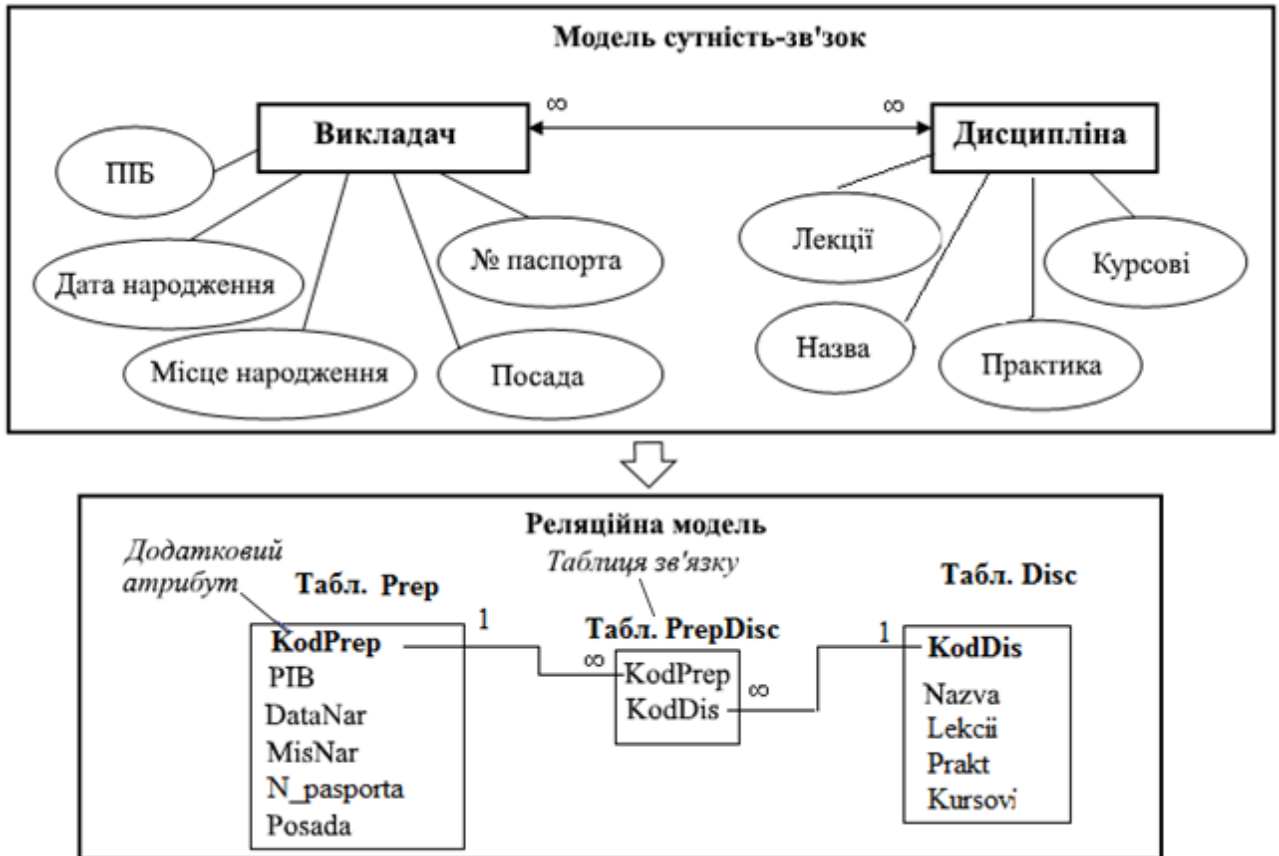 Модель сутність-зв'зок
∞
∞
Викладач
Дисципліна
ПІБ
Дата народження
Місце народження
№ паспорта
Посада
Лекції
Назва
Практика
Курсові
Реляційна модель
Додатковий
атрибут
Таблиця зв'язку
Табл. Prep
Табл. PrepDisc
Табл. Disc
1
∞
∞
1
KodPrep
PIB
DataNar
MisNar
N_pasporta
Posada
KodPrep
KodDis
KodDis
Nazva
Lekcii
Prakt
Kursovi